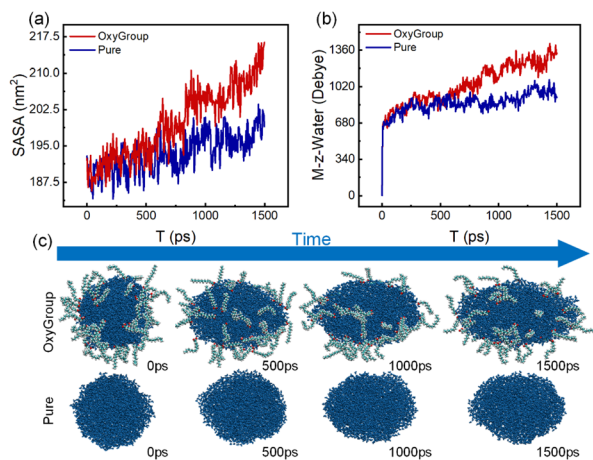 (a)
217.5
210.0
202.5
195.0
187.5
SASA (nm²)
OxyGroup
Pure
0
500
1000
1500
T (ps)
(b)
1360
1020
680
340
0
M-z-Water (Debye)
OxyGroup
Pure
0
500
1000
1500
T (ps)
(c)
Time
OxyGroup
0ps
500ps
1000ps
1500ps
Pure
0ps
500ps
1000ps
1500ps